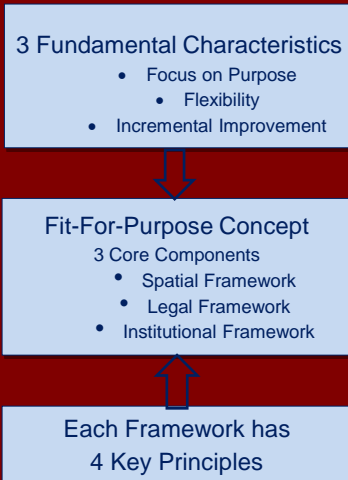 3 Fundamental Characteristics
• Focus on Purpose
• Flexibility
• Incremental Improvement
Fit-For-Purpose Concept
3 Core Components
• Spatial Framework
• Legal Framework
• Institutional Framework
Each Framework has
4 Key Principles